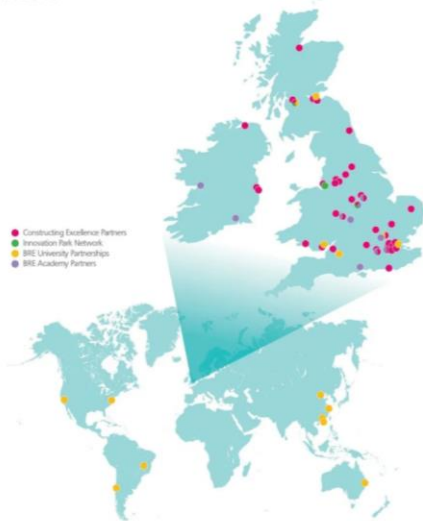 Constructing Excellence Partners
Innovation Park Network
BRE University Partnerships
BRE Academy Partners